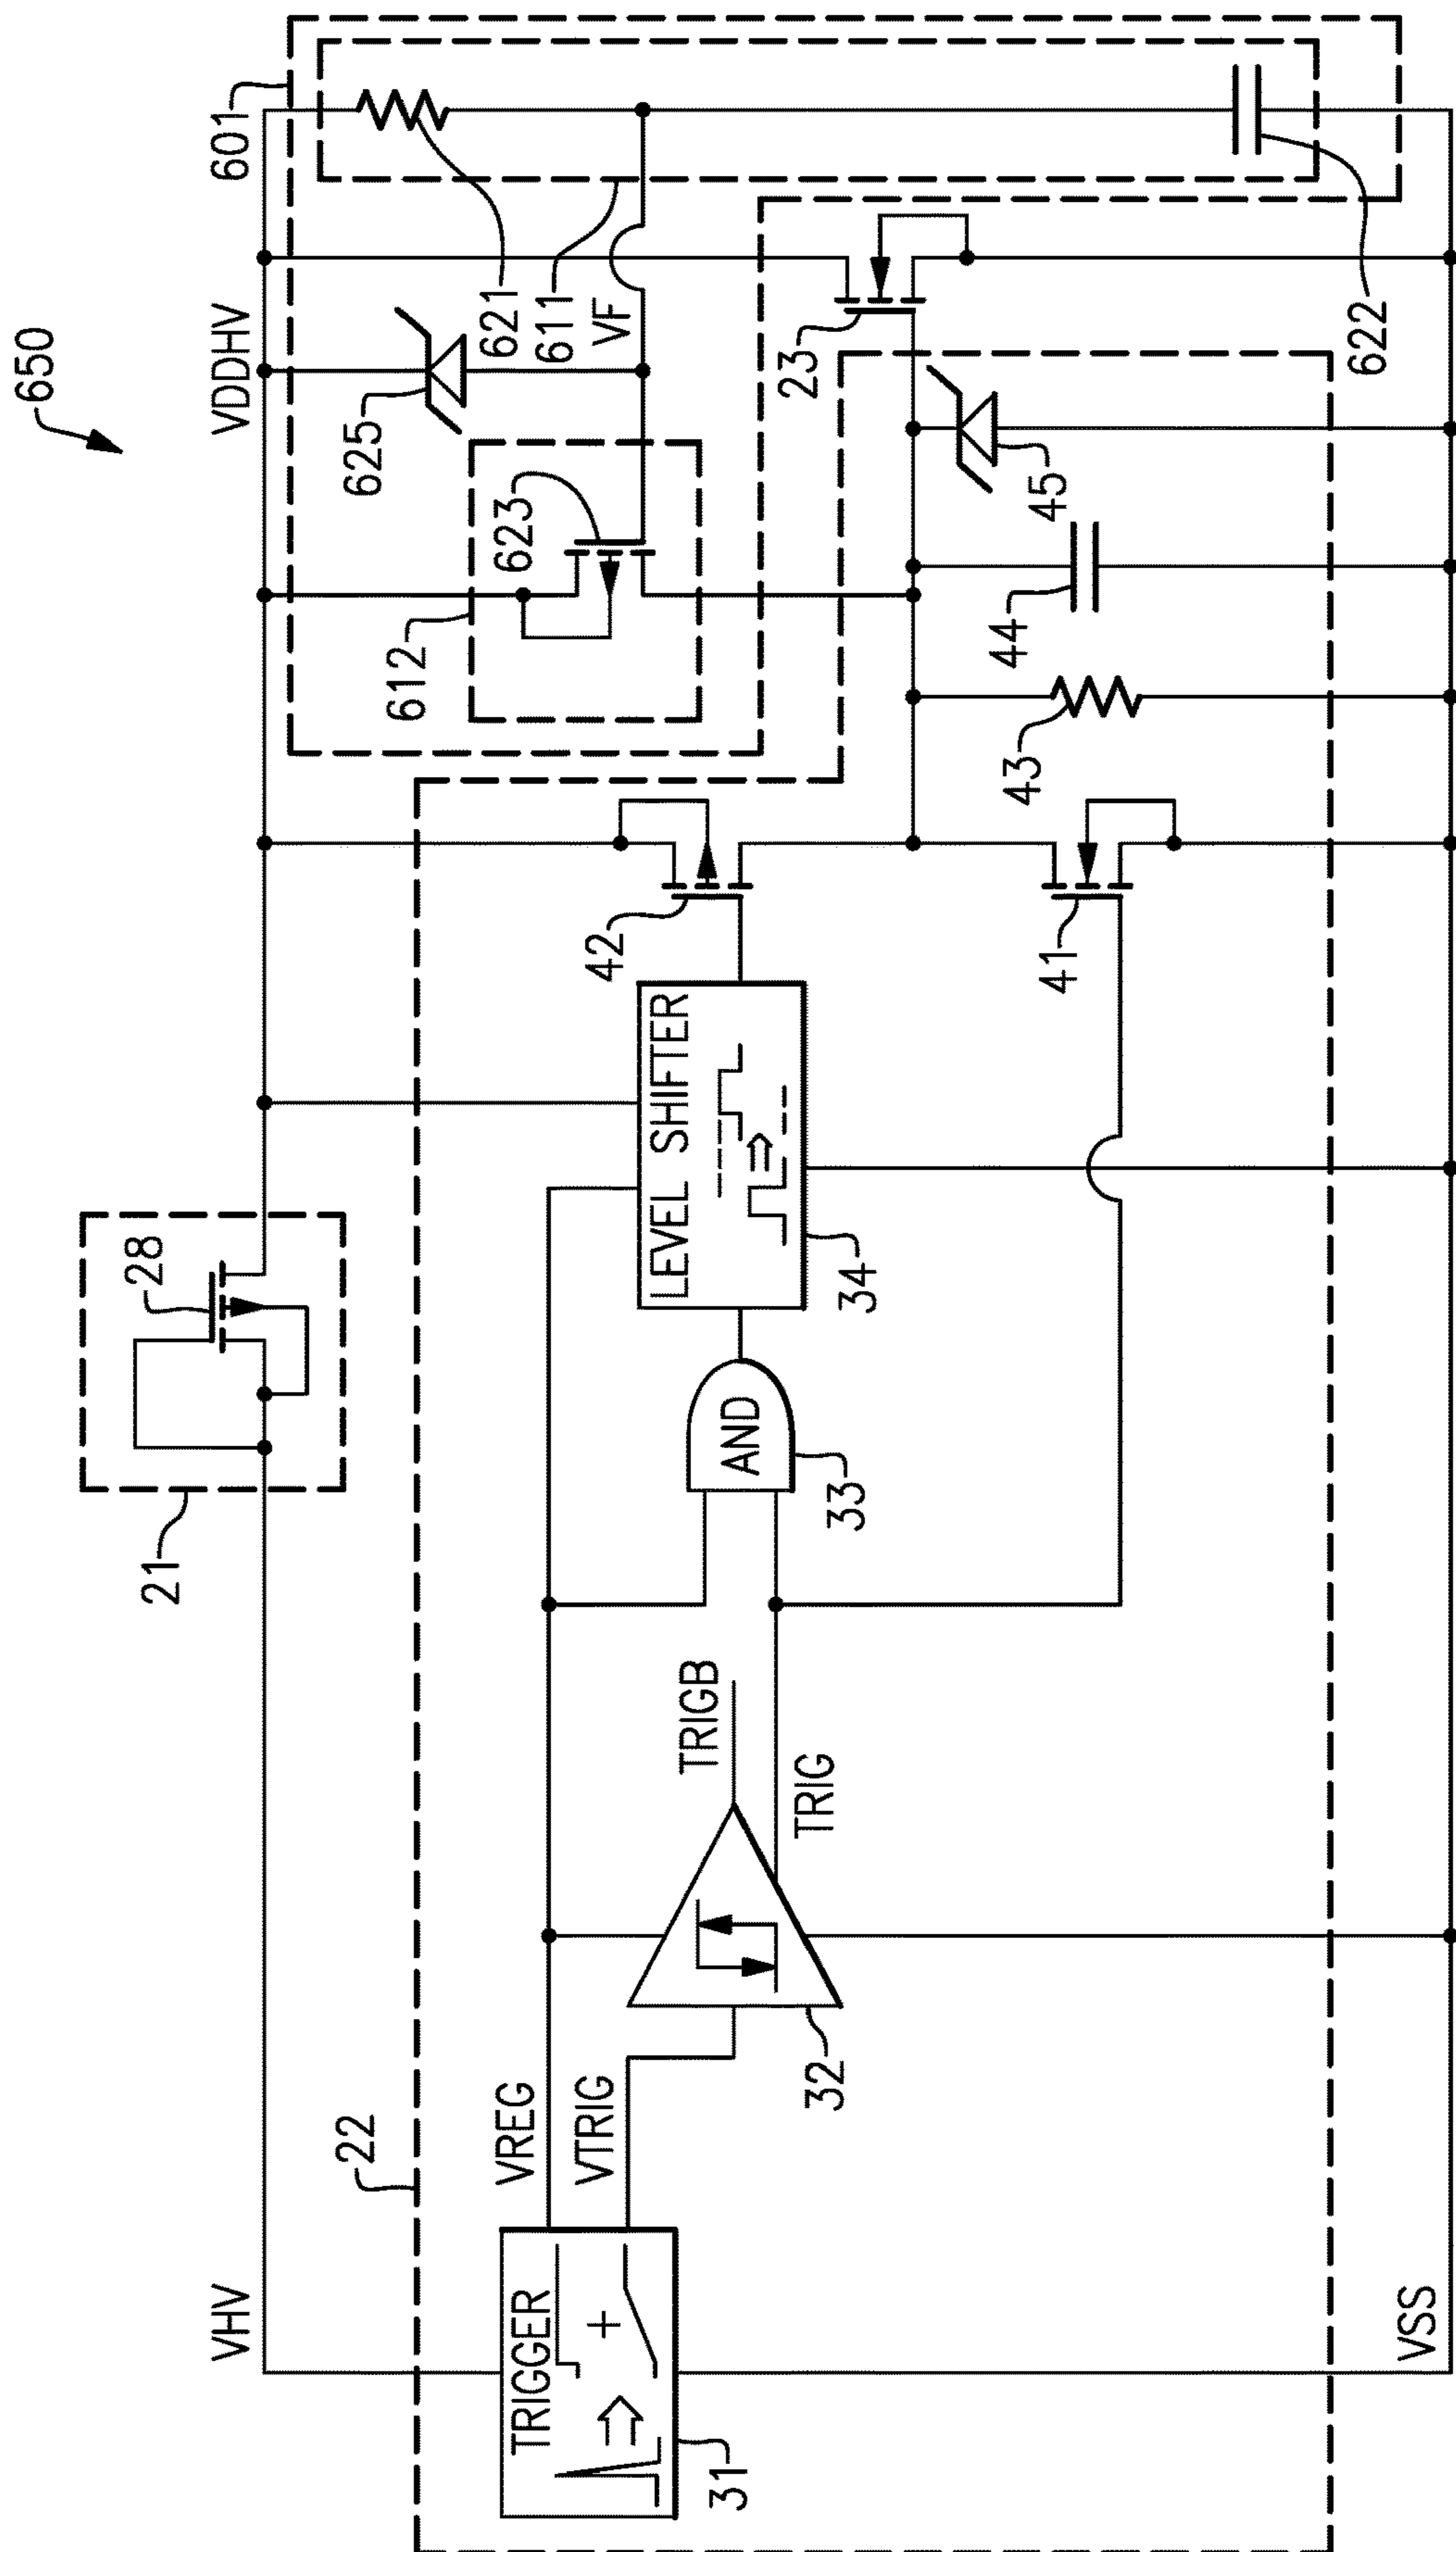 650
VHV
21
28
VDDHV
601
22
TRIGGER
31
VREG
VTRIG
32
TRIGB
TRIG
AND
33
LEVEL SHIFTER
34
42
41
612
623
625
621
611
VF
23
43
44
45
622
VSS